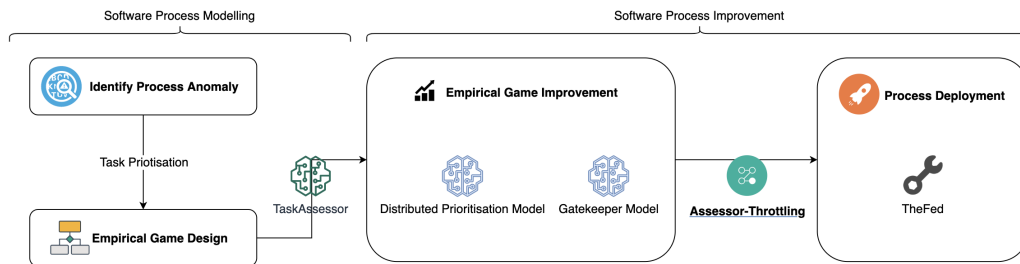 Software Process Modelling
Software Process Improvement
Identify Process Anomaly
Task Priotisation
Empirical Game Design
TaskAssessor
Empirical Game Improvement
Distributed Prioritisation Model
Gatekeeper Model
Assessor-Throttling
Process Deployment
TheFed